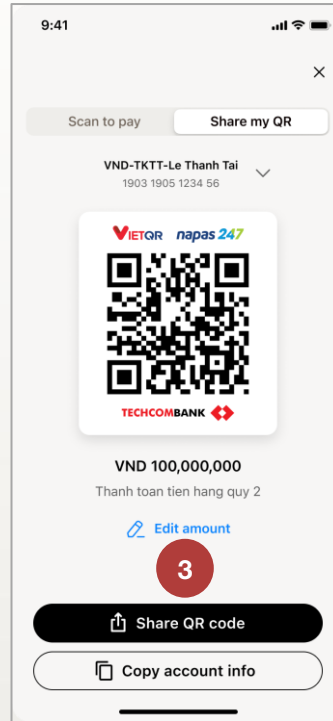 9:41
Scan to pay
Share my QR
VND-TKTT-Le Thanh Tai
1903 1905 1234 56
VIETQR napas 247
TECHCOMBANK
VND 100,000,000
Thanh toan tien hang quy 2
Edit amount
3
Share QR code
Copy account info